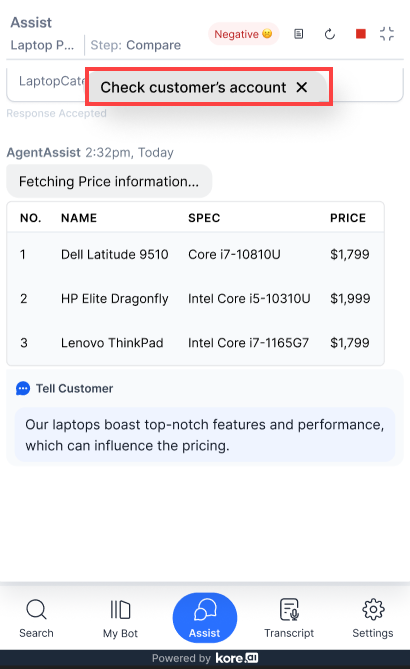 Assist
Laptop P... Step: Compare
Negative
LaptopCate
Check customer's account
Response Accepted
AgentAssist 2:32pm, Today
Fetching Price information...
NO. NAME SPEC PRICE
1 Dell Latitude 9510 Core i7-10810U $1,799
2 HP Elite Dragonfly Intel Core i5-10310U $1,999
3 Lenovo ThinkPad Intel Core i7-1165G7 $1,799
Tell Customer
Our laptops boast top-notch features and performance,
which can influence the pricing.
Search My Bot Assist Transcript Settings
Powered by kore.ai